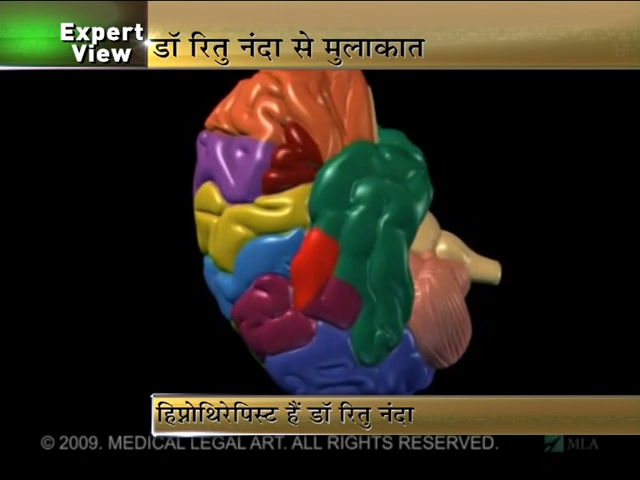 Expert
View
डॉ रितु नंदा से मुलाकात
हिप्नोथिरेपिस्ट हैं डॉ रितु नंदा
© 2009. MEDICAL LEGAL ART. ALL RIGHTS RESERVED.
MLA